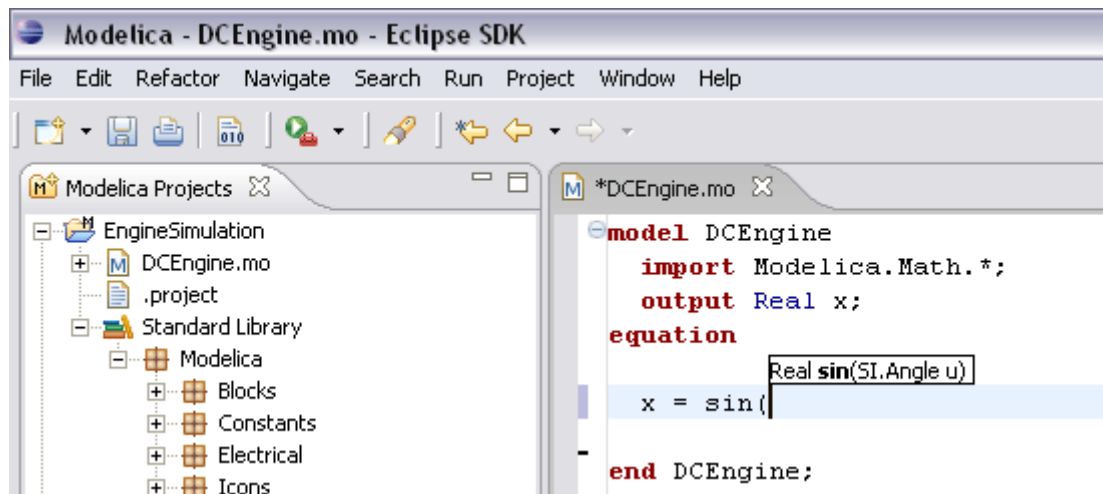 Modelica - DCEngine.mo - Eclipse SDK
File Edit Refactor Navigate Search Run Project Window Help
010
Modelica Projects
EngineSimulation
DCEngine.mo
.project
Standard Library
Modelica
Blocks
Constants
Electrical
Icons
*DCEngine.mo
model DCEngine
import Modelica.Math.*;
output Real x;
equation
Real sin(SI.Angle u)
x = sin(
end DCEngine;